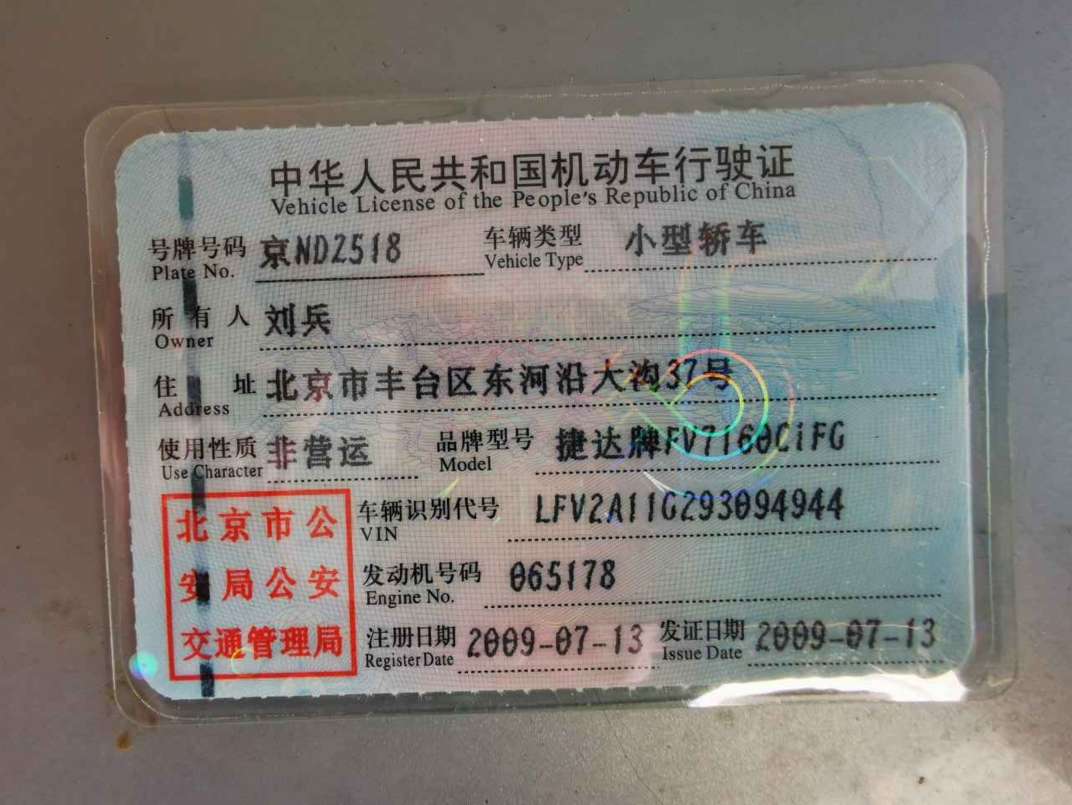 中华人民共和国机动车行驶证
Vehicle License of the People's Republic of China
号牌号码 京ND2518 车辆类型 小型轿车
Plate No. Vehicle Type
所有人 刘兵
Owner
住址 北京市丰台区东河沿大沟37号
Address
使用性质 非营运 品牌型号 捷达牌FV7160CiFG
Use Character Model
北京市公
安局公安
交通管理局
车辆识别代号 LFV2A11G293094944
VIN
发动机号码 065178
Engine No.
注册日期 2009-07-13 发证日期 2009-07-13
Register Date Issue Date